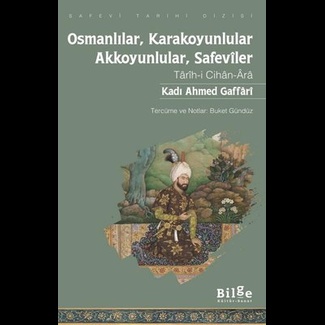 SAFEVİ TARİHİ DİZİSİ
Osmanlılar, Karakoyunlular
Akkoyunlular, Safevîler
Târîh-i Cihân-Ârâ
Kadı Ahmed Gaffârî
Tercüme ve Notlar: Buket Gündüz
Bilge
Kültür-Sanat